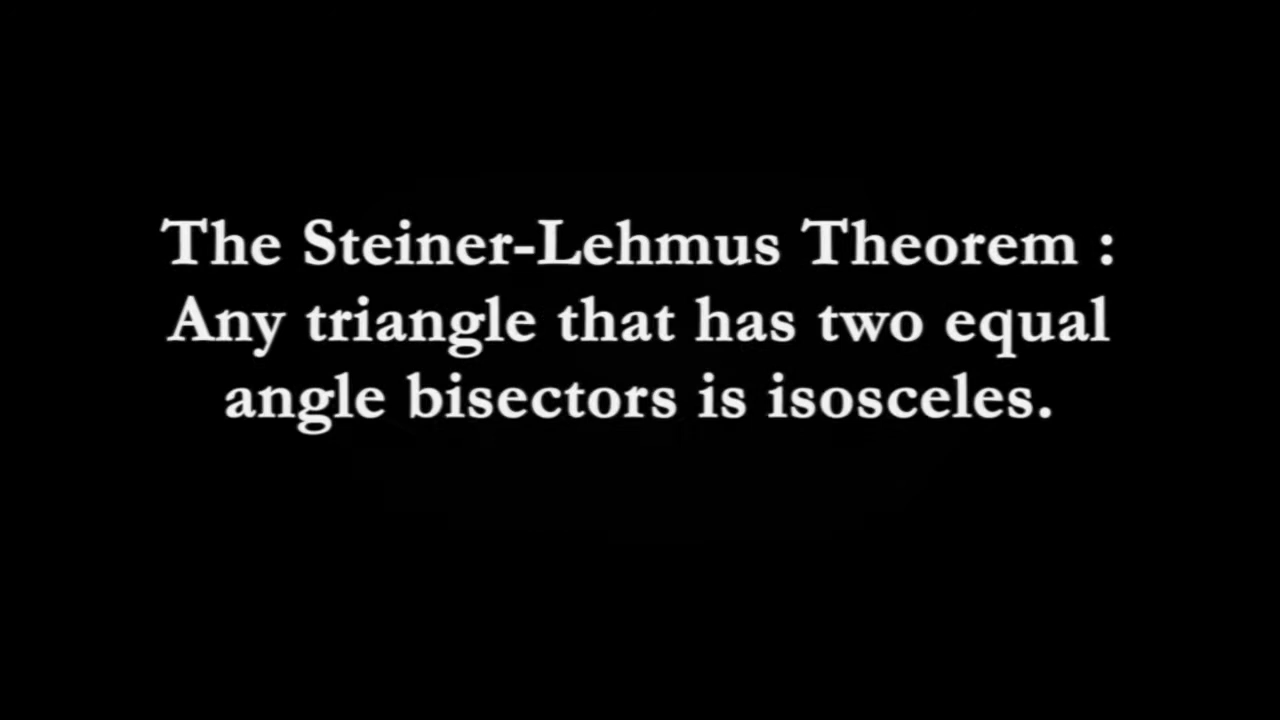 The Steiner-Lehmus Theorem :
Any triangle that has two equal
angle bisectors is isosceles.